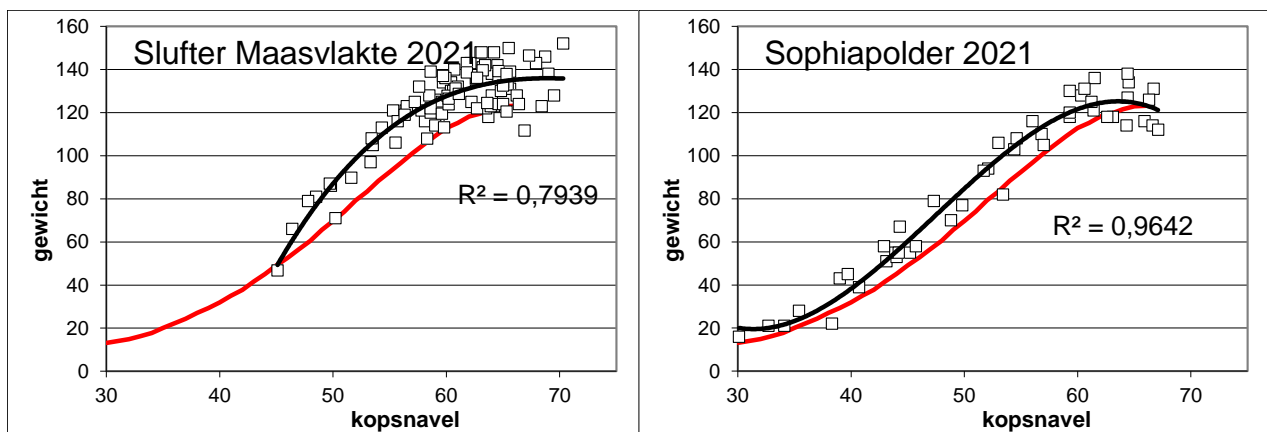 Slufter Maasvlakte 2021
160
140
120
100
80
60
40
20
0
gewicht
R² = 0,7939
30 40 50 60 70
kopsnavel
Sophiapolder 2021
160
140
120
100
80
60
40
20
0
gewicht
R² = 0,9642
30 40 50 60 70
kopsnavel